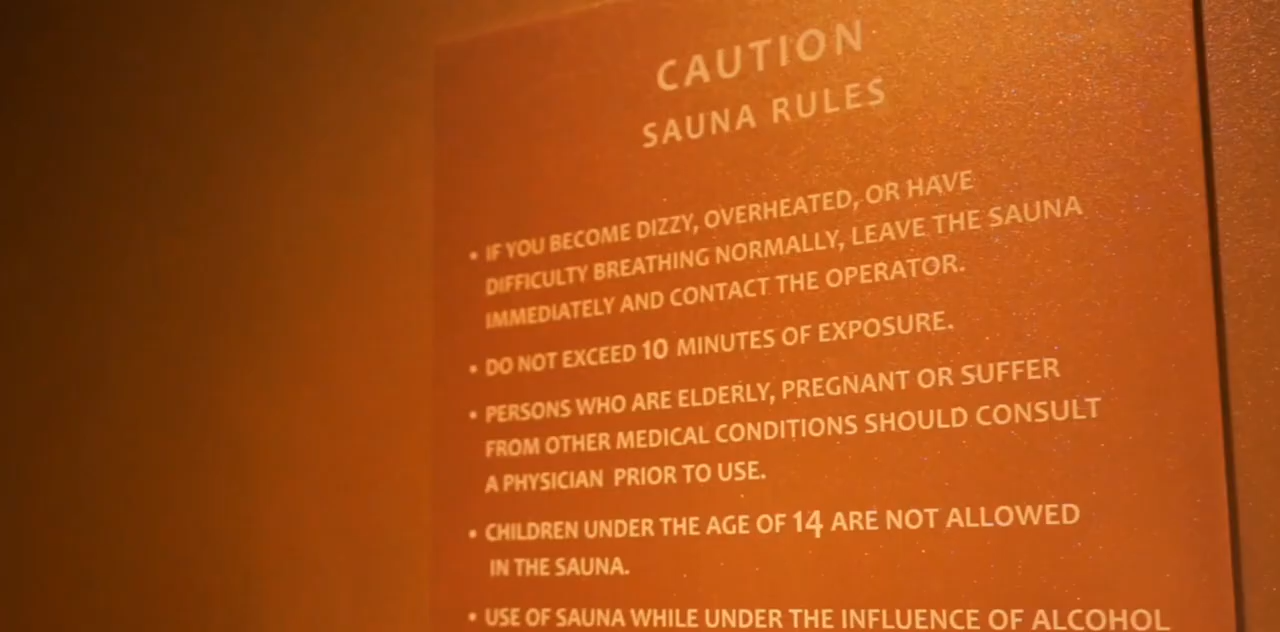 CAUTION
SAUNA RULES
• IF YOU BECOME DIZZY, OVERHEATED, OR HAVE
DIFFICULTY BREATHING NORMALLY, LEAVE THE SAUNA
IMMEDIATELY AND CONTACT THE OPERATOR.
• DO NOT EXCEED 10 MINUTES OF EXPOSURE.
• PERSONS WHO ARE ELDERLY, PREGNANT OR SUFFER
FROM OTHER MEDICAL CONDITIONS SHOULD CONSULT
A PHYSICIAN PRIOR TO USE.
• CHILDREN UNDER THE AGE OF 14 ARE NOT ALLOWED
IN THE SAUNA.
• USE OF SAUNA WHILE UNDER THE INFLUENCE OF ALCOHOL